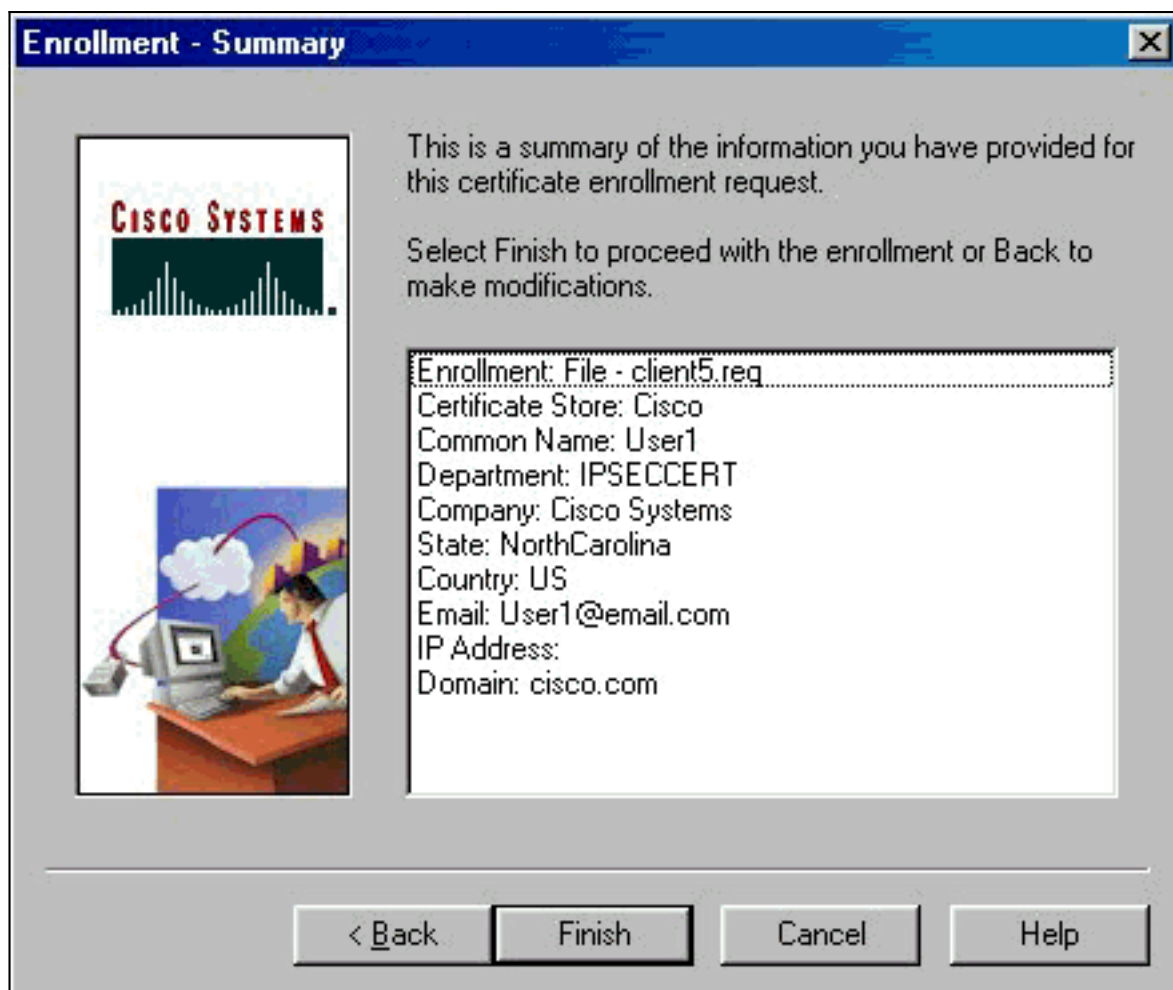 Enrollment - Summary
This is a summary of the information you have provided for
this certificate enrollment request.
Select Finish to proceed with the enrollment or Back to
make modifications.
CISCO SYSTEMS
Enrollment: File - client5.req
Certificate Store: Cisco
Common Name: User1
Department: IPSECCERT
Company: Cisco Systems
State: NorthCarolina
Country: US
Email: User1@email.com
IP Address:
Domain: cisco.com
< Back
Finish
Cancel
Help